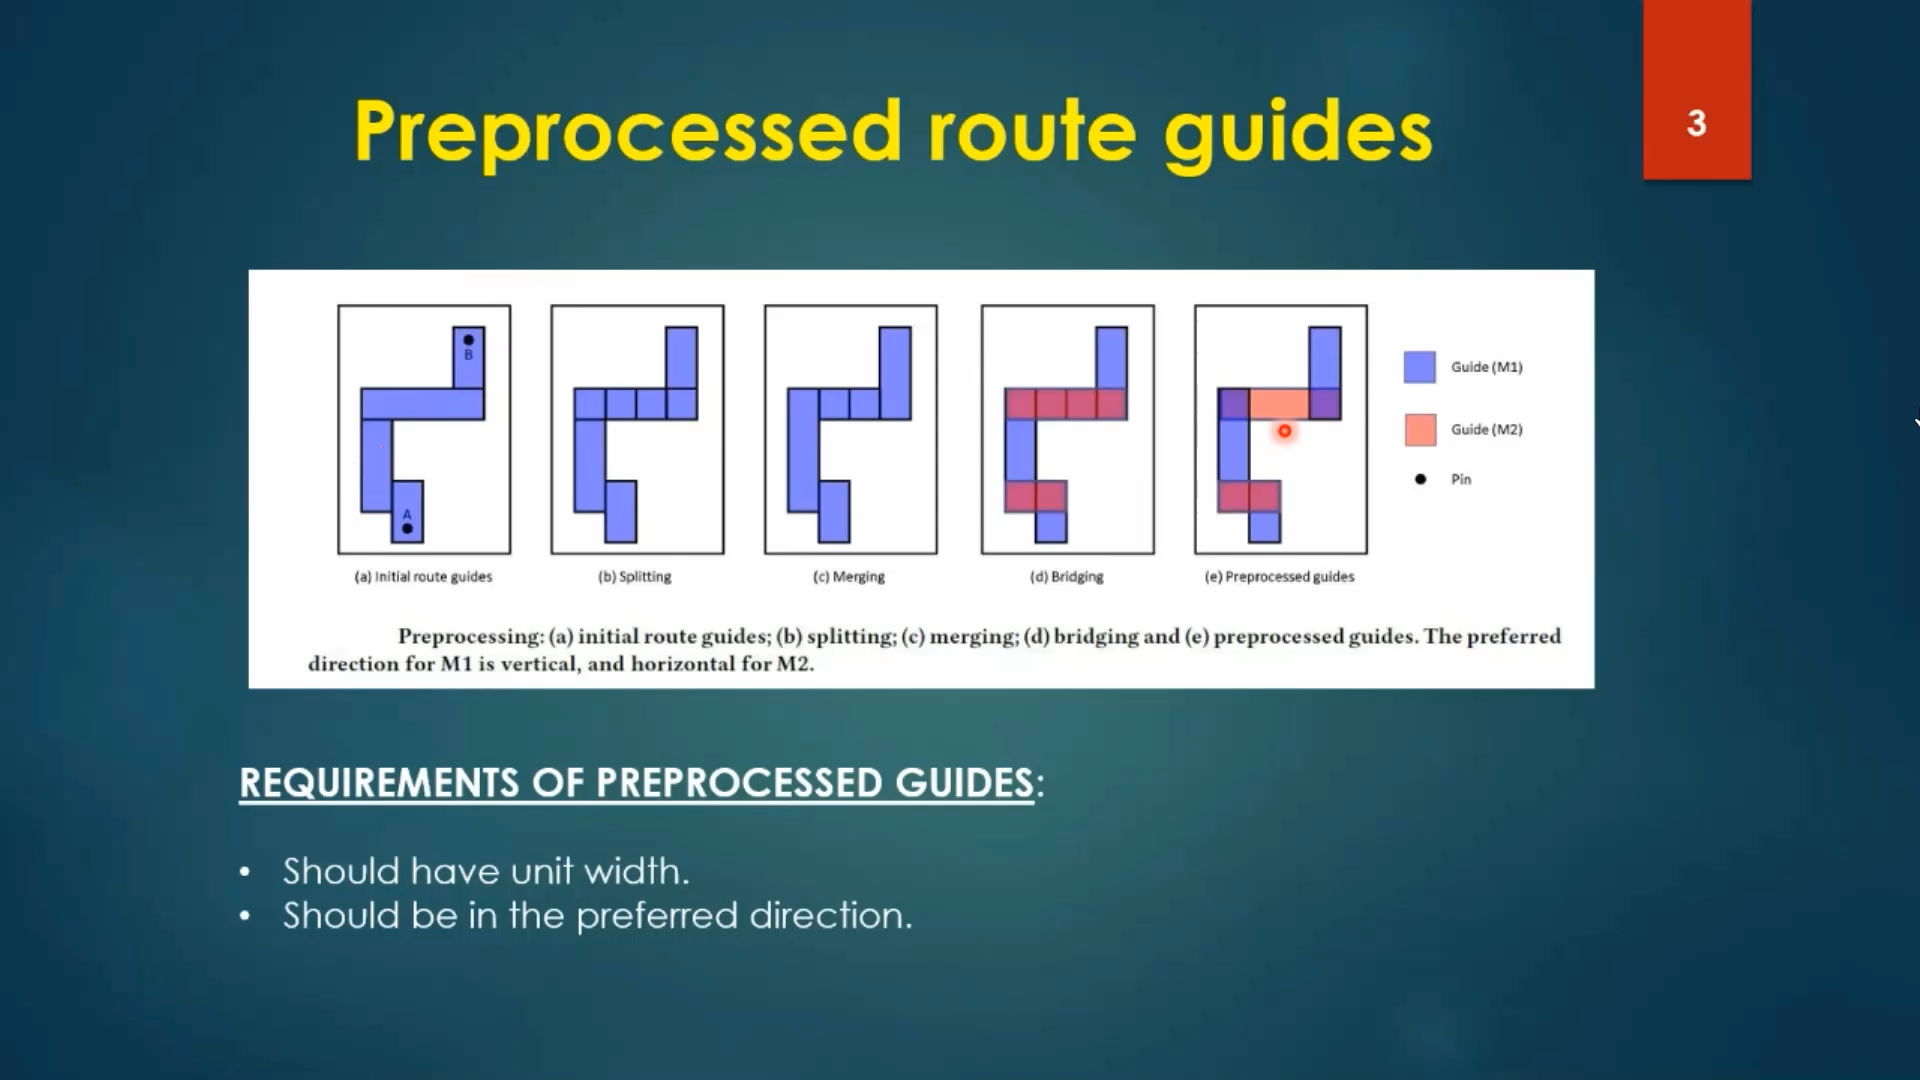 Preprocessed route guides
3
B
A
Guide (M1)
Guide (M2)
Pin
(a) Initial route guides
(b) Splitting
(c) Merging
(d) Bridging
(e) Preprocessed guides
Preprocessing: (a) initial route guides; (b) splitting; (c) merging; (d) bridging and (e) preprocessed guides. The preferred
direction for M1 is vertical, and horizontal for M2.
REQUIREMENTS OF PREPROCESSED GUIDES:
• Should have unit width.
• Should be in the preferred direction.